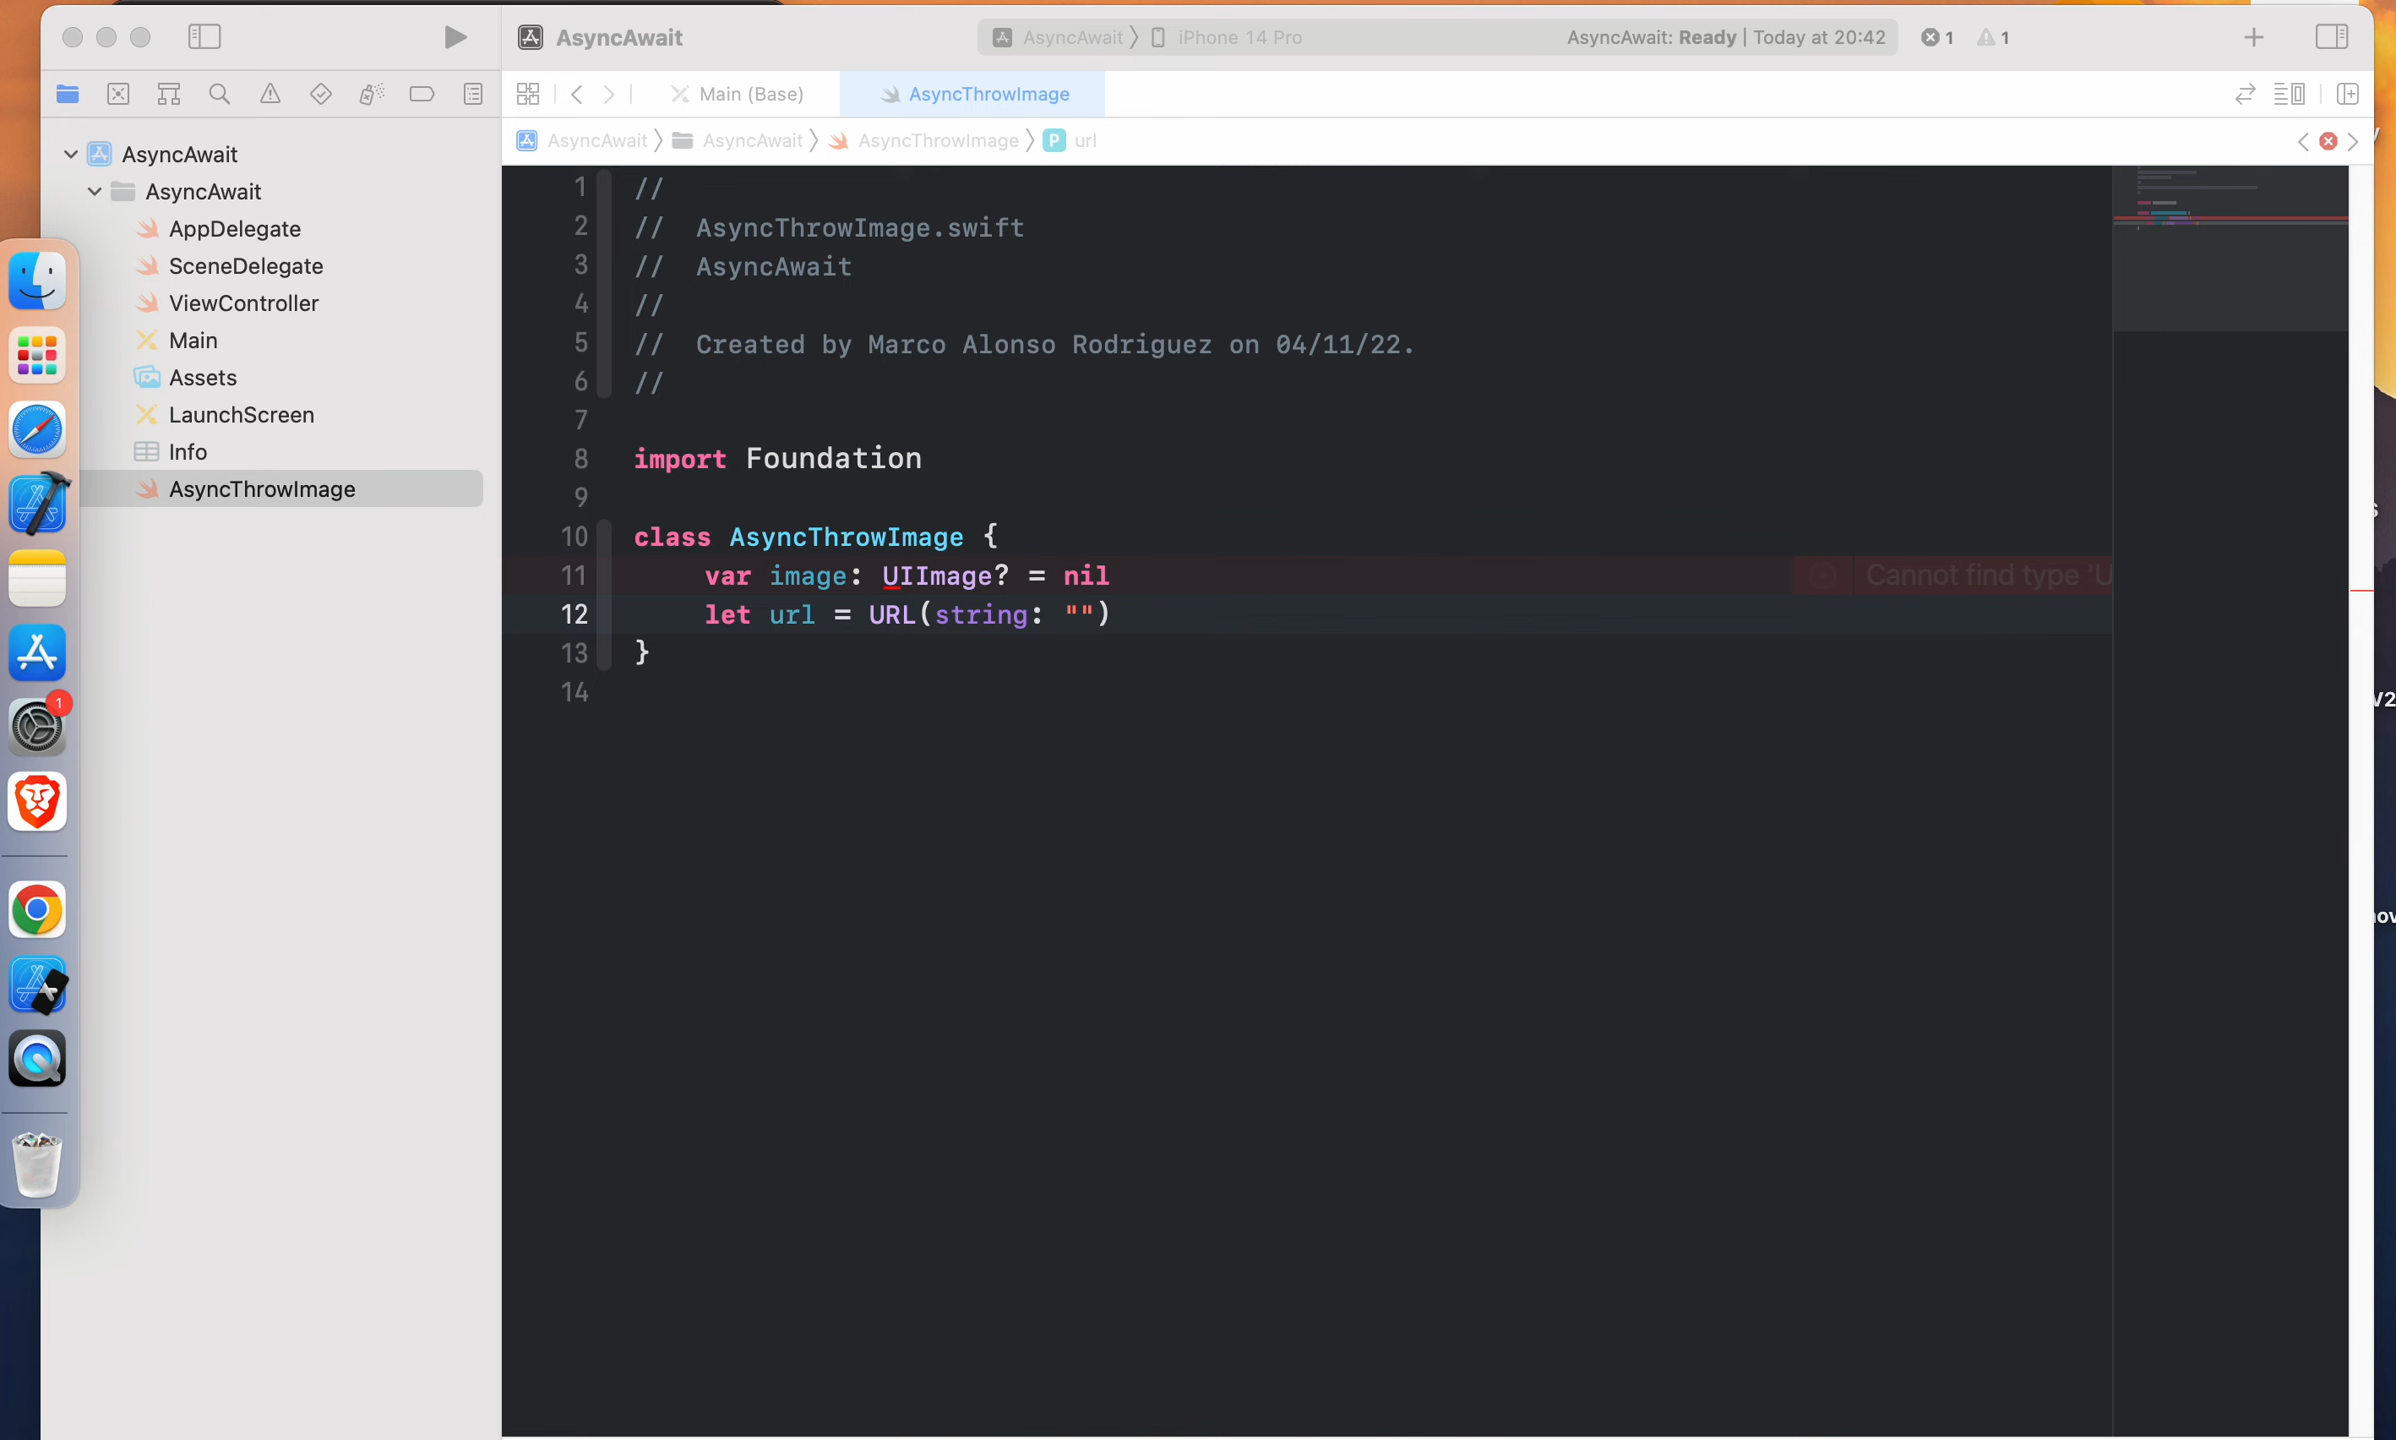 AsyncAwait
AsyncAwait
iPhone 14 Pro
AsyncAwait: Ready | Today at 20:42
1
1
Main (Base)
AsyncThrowImage
AsyncAwait
AsyncAwait
AsyncThrowImage
P
url
AsyncAwait
AsyncAwait
AppDelegate
SceneDelegate
ViewController
Main
Assets
LaunchScreen
Info
AsyncThrowImage
1
1 //
2 //  AsyncThrowImage.swift
3 //  AsyncAwait
4 //
5 //  Created by Marco Alonso Rodriguez on 04/11/22.
6 //
7
8 import Foundation
9
10 class AsyncThrowImage {
11     var image: UIImage? = nil
Cannot find type 'U
12     let url = URL(string: "")
13 }
14
V2